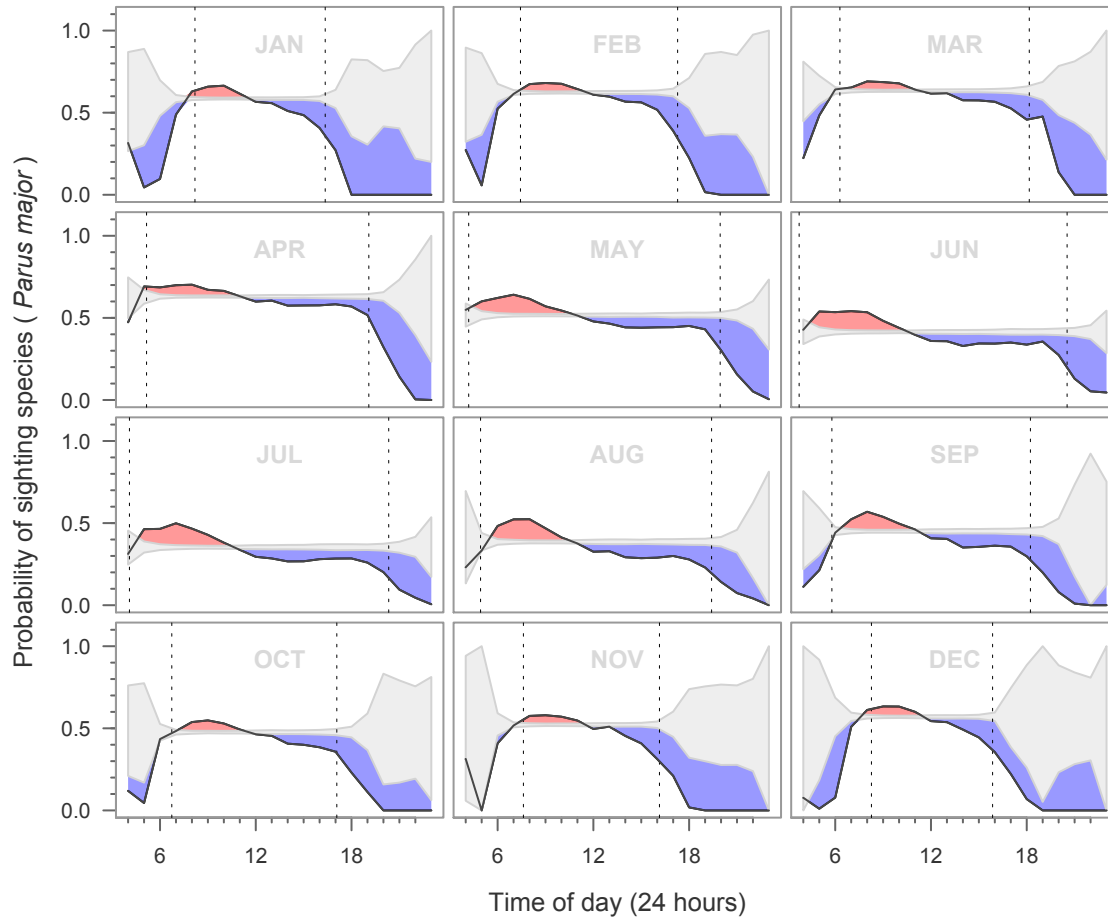 Probability of sighting species ( Parus major )
JAN
FEB
MAR
1.0
0.5
0.0
APR
MAY
JUN
1.0
0.5
0.0
JUL
AUG
SEP
1.0
0.5
0.0
OCT
NOV
DEC
1.0
0.5
0.0
6 12 18 6 12 18 6 12 18
Time of day (24 hours)